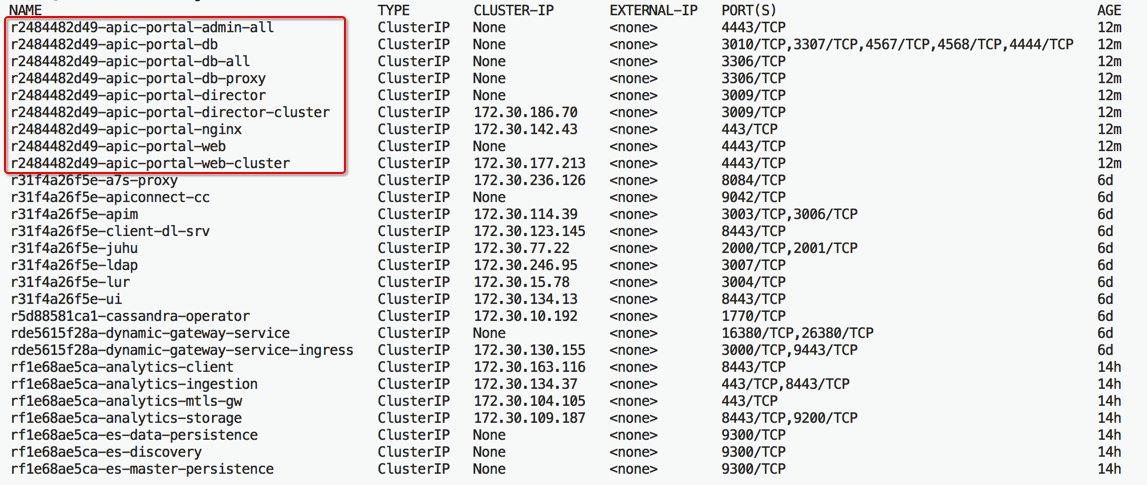 NAME TYPE CLUSTER-IP EXTERNAL-IP PORT(S) AGE
r2484482d49-apic-portal-admin-all ClusterIP None <none> 4443/TCP 12m
r2484482d49-apic-portal-db ClusterIP None <none> 3010/TCP,3307/TCP,4567/TCP,4568/TCP,4444/TCP 12m
r2484482d49-apic-portal-db-all ClusterIP None <none> 3306/TCP 12m
r2484482d49-apic-portal-db-proxy ClusterIP None <none> 3306/TCP 12m
r2484482d49-apic-portal-director ClusterIP None <none> 3009/TCP 12m
r2484482d49-apic-portal-director-cluster ClusterIP 172.30.186.70 <none> 3009/TCP 12m
r2484482d49-apic-portal-nginx ClusterIP 172.30.142.43 <none> 443/TCP 12m
r2484482d49-apic-portal-web ClusterIP None <none> 4443/TCP 12m
r2484482d49-apic-portal-web-cluster ClusterIP 172.30.177.213 <none> 4443/TCP 12m
r31f4a26f5e-a7s-proxy ClusterIP 172.30.236.126 <none> 8084/TCP 6d
r31f4a26f5e-apiconnect-cc ClusterIP None <none> 9042/TCP 6d
r31f4a26f5e-apim ClusterIP 172.30.114.39 <none> 3003/TCP,3006/TCP 6d
r31f4a26f5e-client-dl-srv ClusterIP 172.30.123.145 <none> 8443/TCP 6d
r31f4a26f5e-juhu ClusterIP 172.30.77.22 <none> 2000/TCP,2001/TCP 6d
r31f4a26f5e-ldap ClusterIP 172.30.246.95 <none> 3007/TCP 6d
r31f4a26f5e-lur ClusterIP 172.30.15.78 <none> 3004/TCP 6d
r31f4a26f5e-ui ClusterIP 172.30.134.13 <none> 8443/TCP 6d
r5d88581ca1-cassandra-operator ClusterIP 172.30.10.192 <none> 1770/TCP 6d
rde5615f28a-dynamic-gateway-service ClusterIP None <none> 16380/TCP,26380/TCP 6d
rde5615f28a-dynamic-gateway-service-ingress ClusterIP 172.30.130.155 <none> 3000/TCP,9443/TCP 6d
rf1e68ae5ca-analytics-client ClusterIP 172.30.163.116 <none> 8443/TCP 14h
rf1e68ae5ca-analytics-ingestion ClusterIP 172.30.134.37 <none> 443/TCP,8443/TCP 14h
rf1e68ae5ca-analytics-mtls-gw ClusterIP 172.30.104.105 <none> 443/TCP 14h
rf1e68ae5ca-analytics-storage ClusterIP 172.30.109.187 <none> 8443/TCP,9200/TCP 14h
rf1e68ae5ca-es-data-persistence ClusterIP None <none> 9300/TCP 14h
rf1e68ae5ca-es-discovery ClusterIP None <none> 9300/TCP 14h
rf1e68ae5ca-es-master-persistence ClusterIP None <none> 9300/TCP 14h